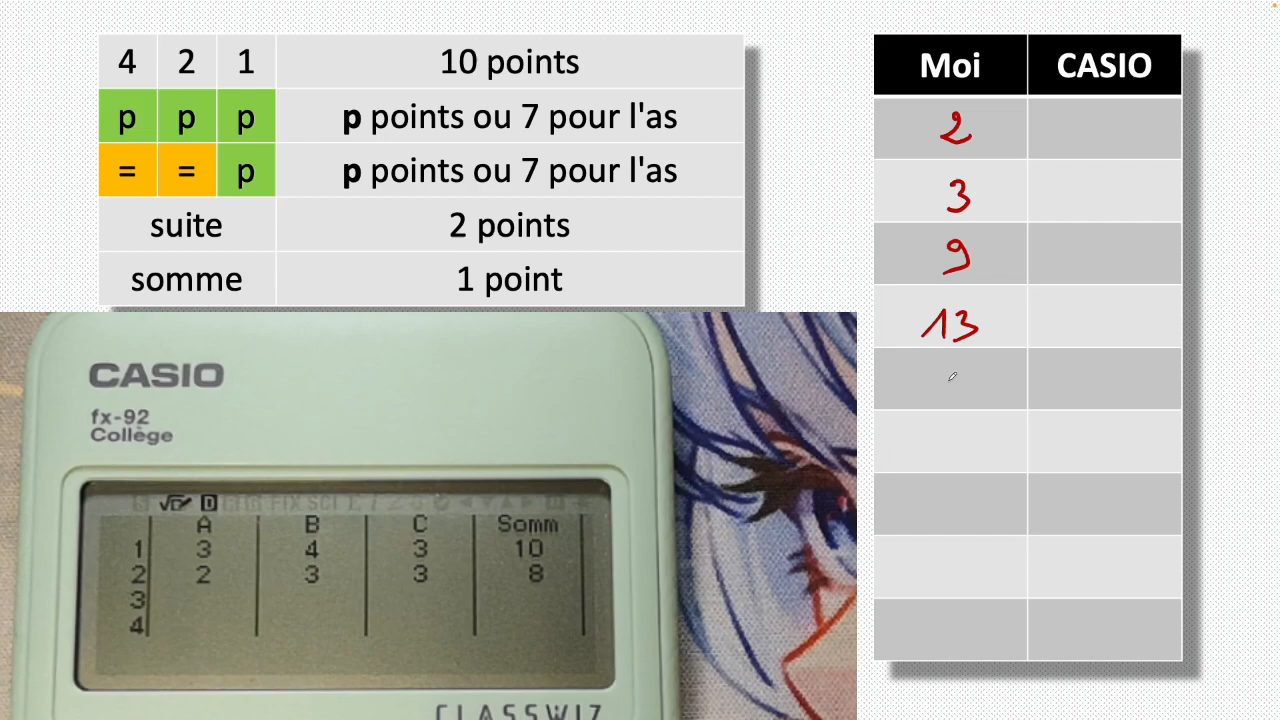 4 2 1 10 points
p p p p points ou 7 pour l'as
= = p p points ou 7 pour l'as
suite 2 points
somme 1 point
Moi CASIO
2
3
9
13
CASIO
fx-92
Collège
√ D FIX SCI
A B C Somm
1 3 4 3 10
2 2 3 3 8
3
4
CLASSWIZ